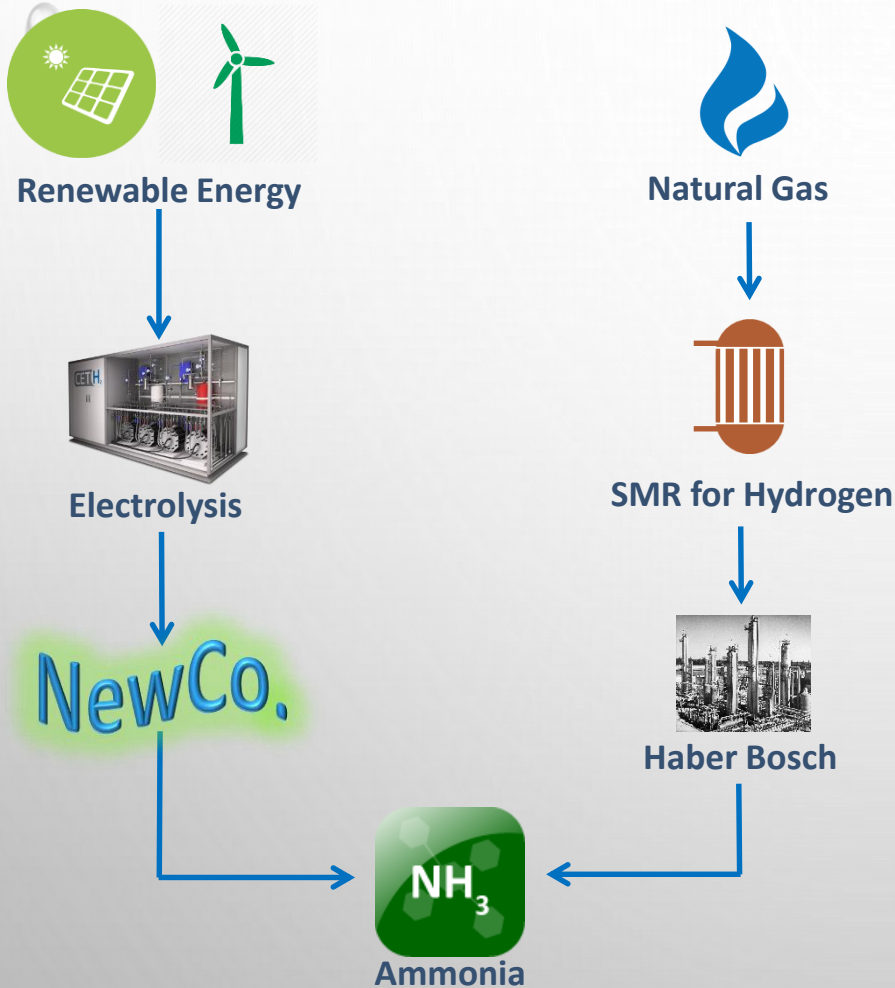 Renewable Energy
Natural Gas
Electrolysis
SMR for Hydrogen
NewCo.
Haber Bosch
NH₃
Ammonia